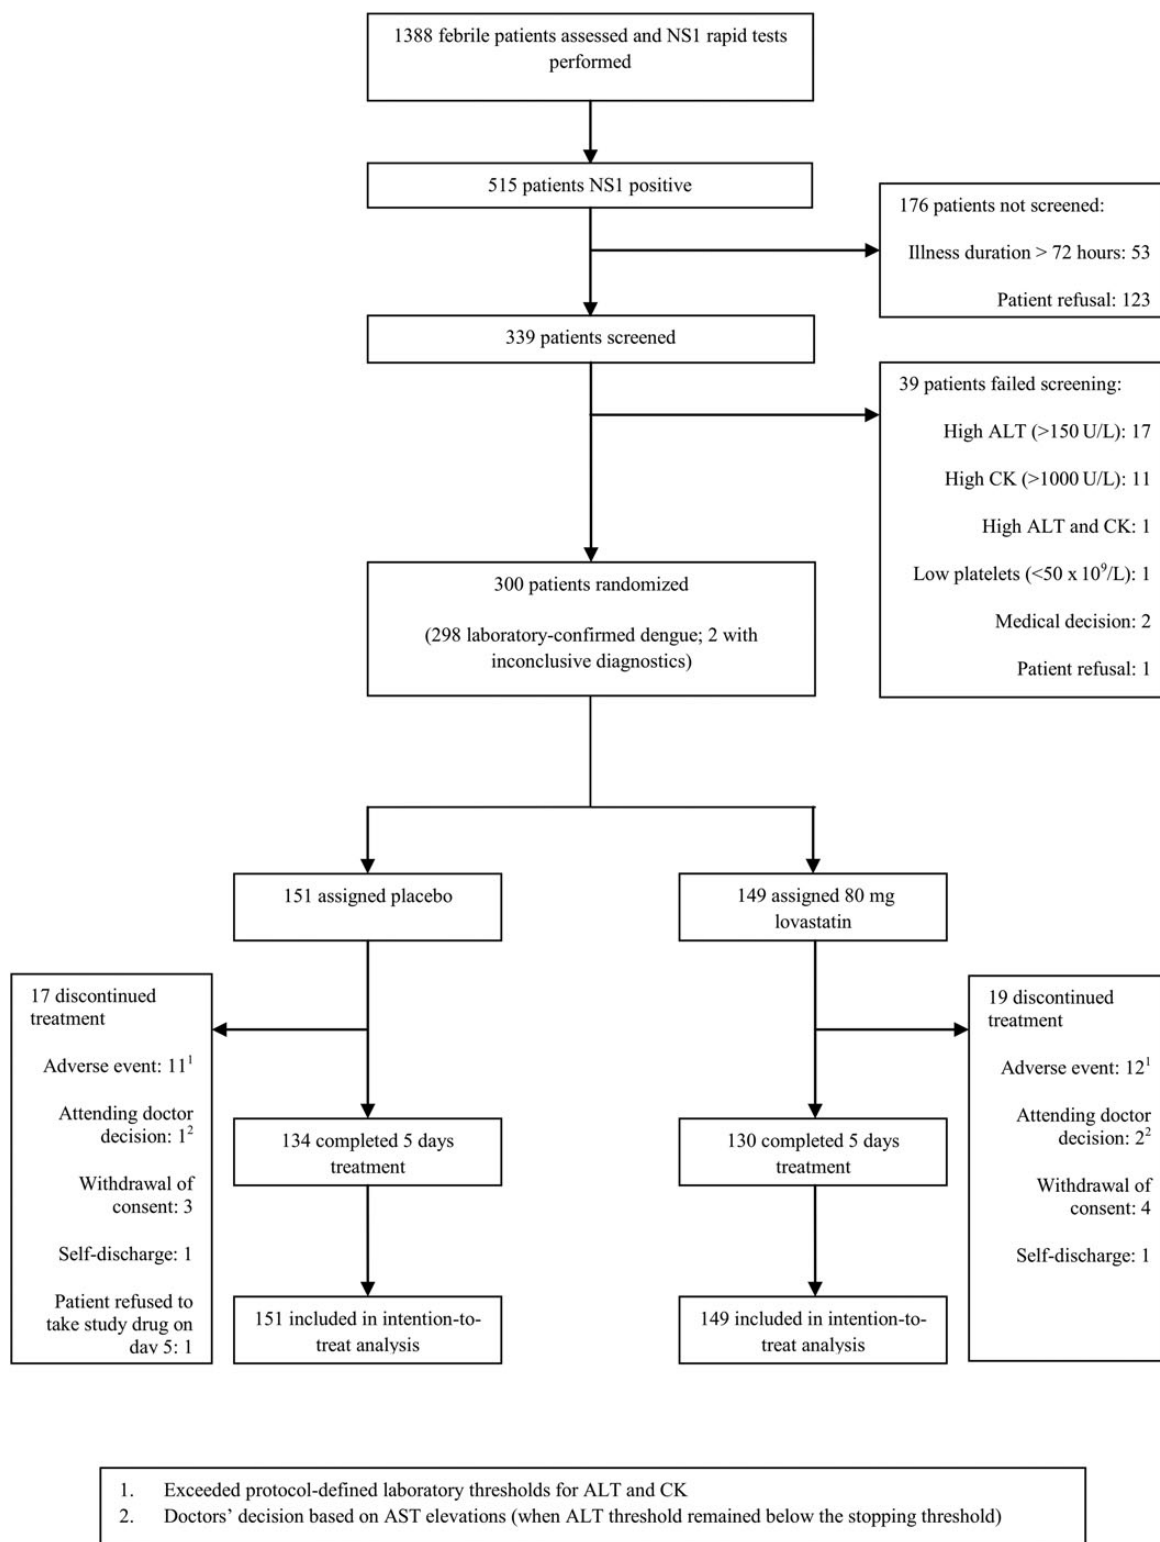 1388 febrile patients assessed and NS1 rapid tests
performed
515 patients NS1 positive
176 patients not screened:
Illness duration > 72 hours: 53
Patient refusal: 123
339 patients screened
39 patients failed screening:
High ALT (>150 U/L): 17
High CK (>1000 U/L): 11
High ALT and CK: 1
Low platelets (<50 x 10⁹/L): 1
Medical decision: 2
Patient refusal: 1
300 patients randomized
(298 laboratory-confirmed dengue; 2 with
inconclusive diagnostics)
151 assigned placebo
149 assigned 80 mg
lovastatin
17 discontinued
treatment
Adverse event: 11¹
Attending doctor
decision: 1²
Withdrawal of
consent: 3
Self-discharge: 1
Patient refused to
take study drug on
day 5: 1
19 discontinued
treatment
Adverse event: 12¹
Attending doctor
decision: 2²
Withdrawal of
consent: 4
Self-discharge: 1
134 completed 5 days
treatment
130 completed 5 days
treatment
151 included in intention-to-
treat analysis
149 included in intention-to-
treat analysis
1. Exceeded protocol-defined laboratory thresholds for ALT and CK
2. Doctors’ decision based on AST elevations (when ALT threshold remained below the stopping threshold)